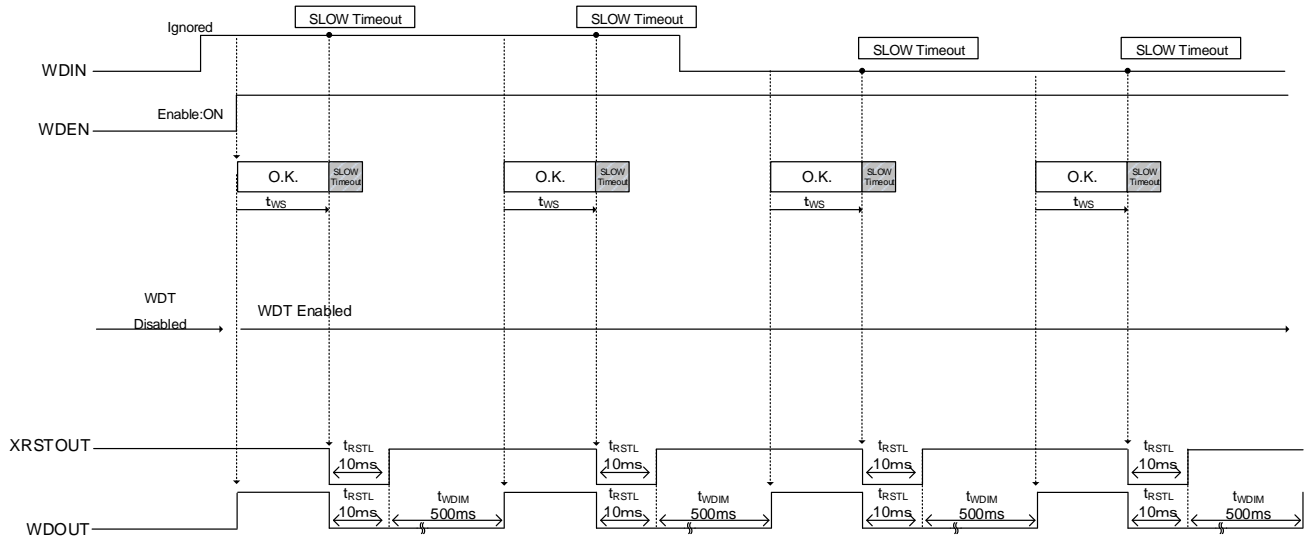 Ignored
SLOW Timeout
SLOW Timeout
SLOW Timeout
SLOW Timeout
WDIN
Enable:ON
WDEN
O.K.
SLOW
Timeout
O.K.
SLOW
Timeout
O.K.
SLOW
Timeout
O.K.
SLOW
Timeout
tWS
tWS
tWS
tWS
WDT
Disabled
WDT Enabled
XRSTOUT
tRSTL
10ms
tRSTL
10ms
tRSTL
10ms
tRSTL
10ms
WDOUT
tRSTL
10ms
tWDIM
500ms
tRSTL
10ms
tWDIM
500ms
tRSTL
10ms
tWDIM
500ms
tRSTL
10ms
tWDIM
500ms